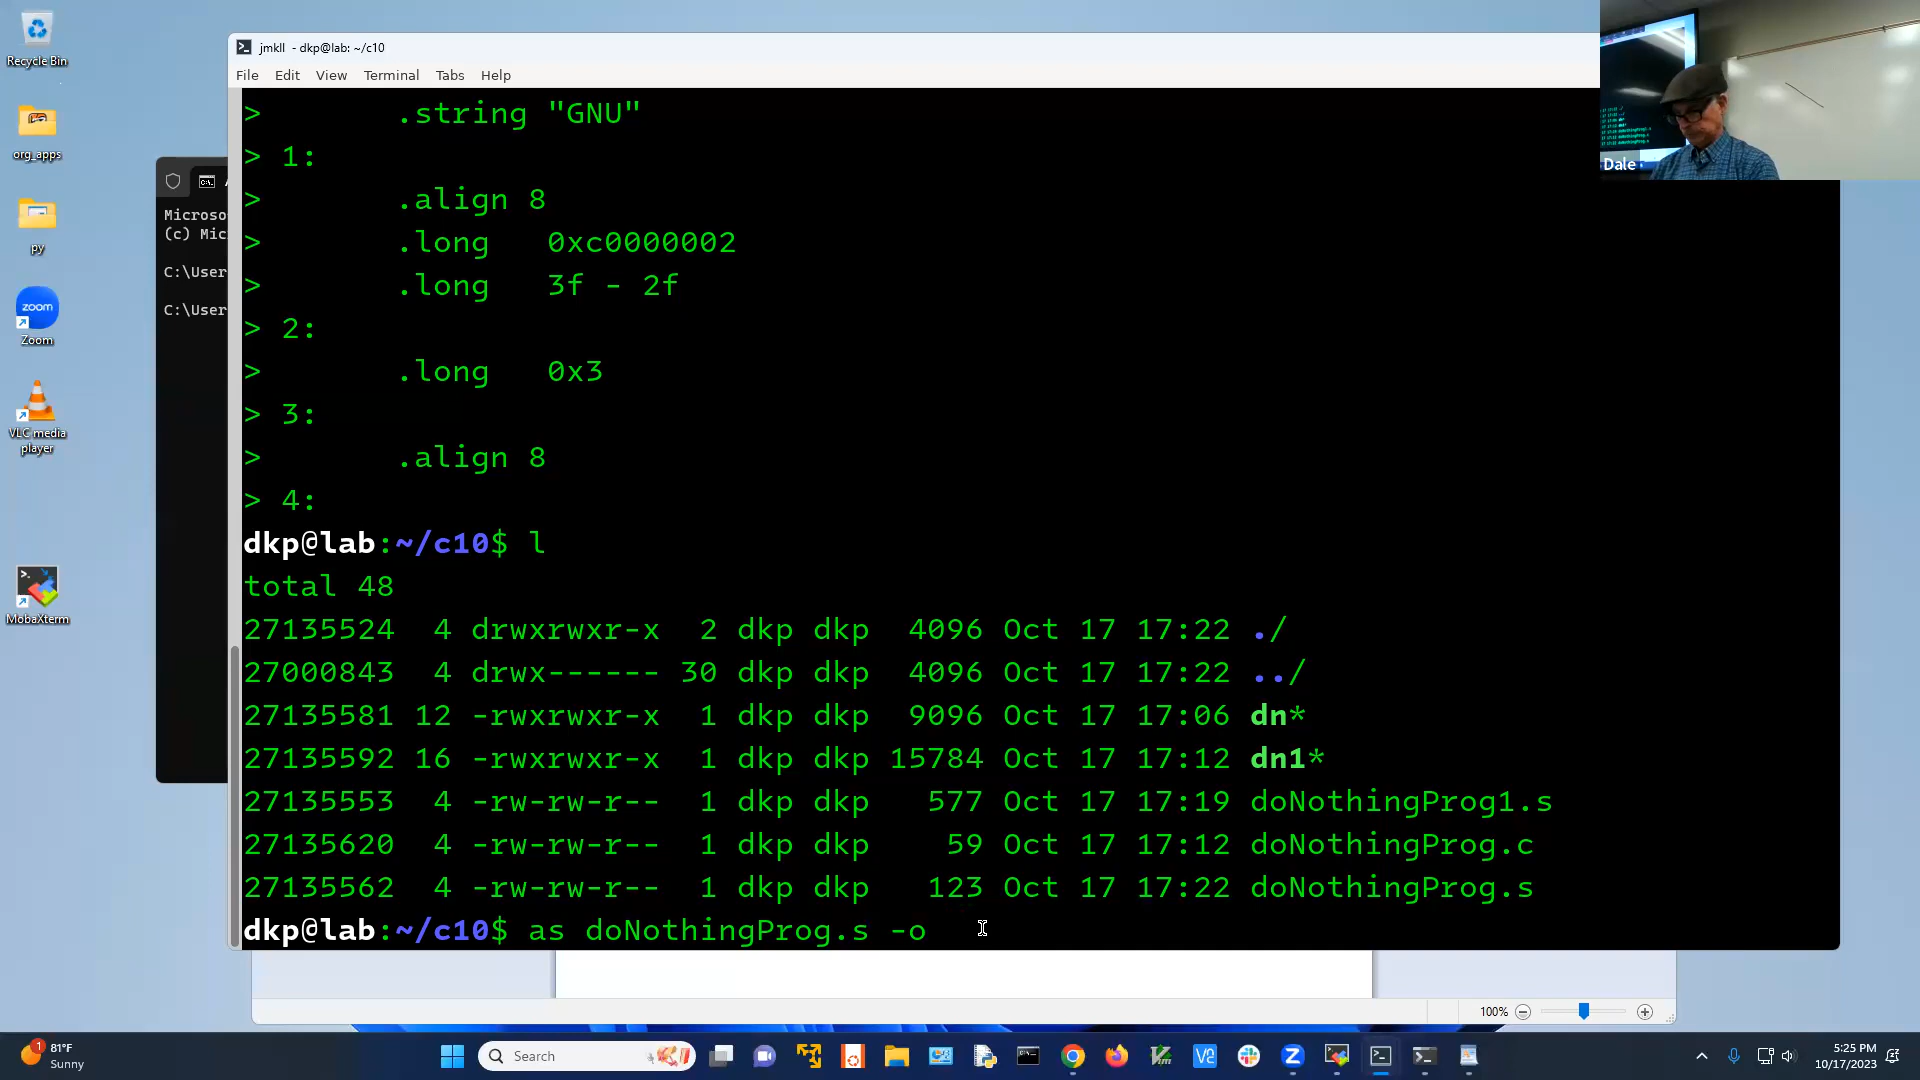 Recycle Bin
org_apps
py
zoom
Zoom
VLC media
player
MobaXterm
Microso
(c) Mic
C:\User
C:\User
jmkll - dkp@lab: ~/c10
File Edit View Terminal Tabs Help
> .string "GNU"
> 1:
> .align 8
> .long 0xc0000002
> .long 3f - 2f
> 2:
> .long 0x3
> 3:
> .align 8
> 4:
dkp@lab:~/c10$ l
total 48
27135524 4 drwxrwxr-x 2 dkp dkp 4096 Oct 17 17:22 ./
27000843 4 drwx------ 30 dkp dkp 4096 Oct 17 17:22 ../
27135581 12 -rwxrwxr-x 1 dkp dkp 9096 Oct 17 17:06 dn*
27135592 16 -rwxrwxr-x 1 dkp dkp 15784 Oct 17 17:12 dn1*
27135553 4 -rw-rw-r-- 1 dkp dkp 577 Oct 17 17:19 doNothingProg1.s
27135620 4 -rw-rw-r-- 1 dkp dkp 59 Oct 17 17:12 doNothingProg.c
27135562 4 -rw-rw-r-- 1 dkp dkp 123 Oct 17 17:22 doNothingProg.s
dkp@lab:~/c10$ as doNothingProg.s -o
Dale
100%
1
81°F
Sunny
Search
5:25 PM
10/17/2023